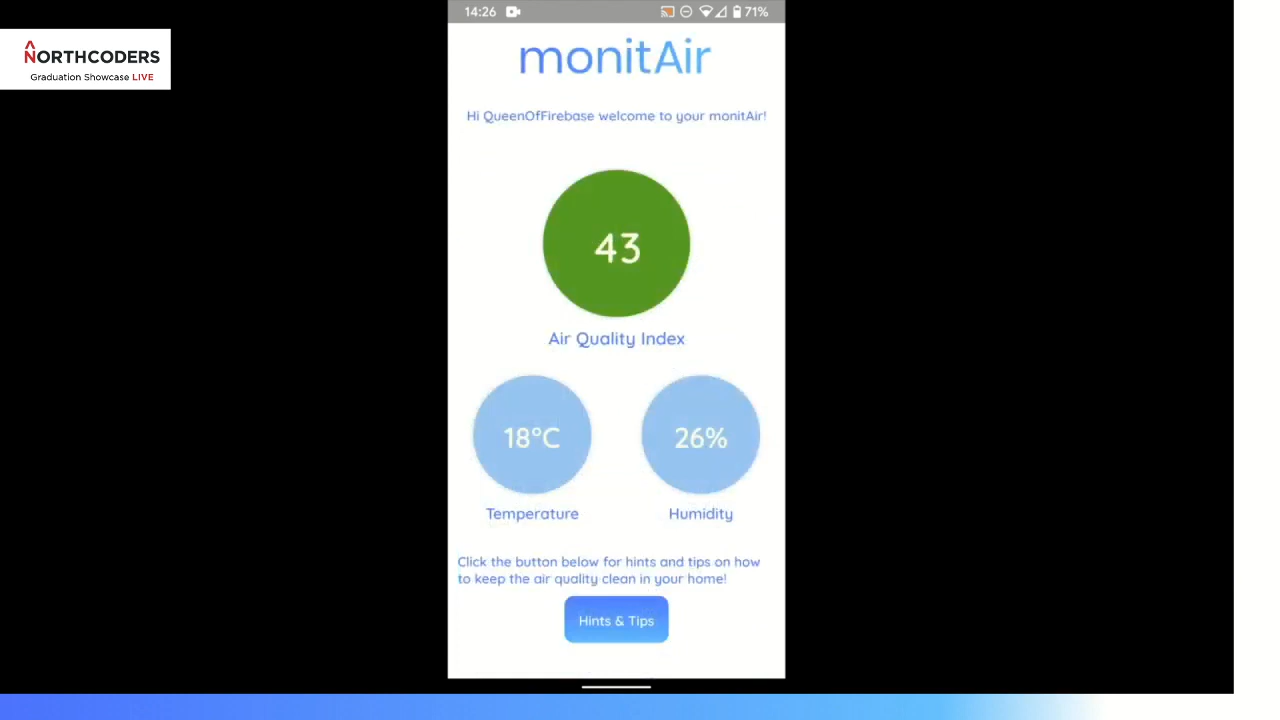 14:26
71%
NORTHCODERS
Graduation Showcase LIVE
monitAir
Hi QueenOfFirebase welcome to your monitAir!
43
Air Quality Index
18°C
26%
Temperature
Humidity
Click the button below for hints and tips on how
to keep the air quality clean in your home!
Hints & Tips